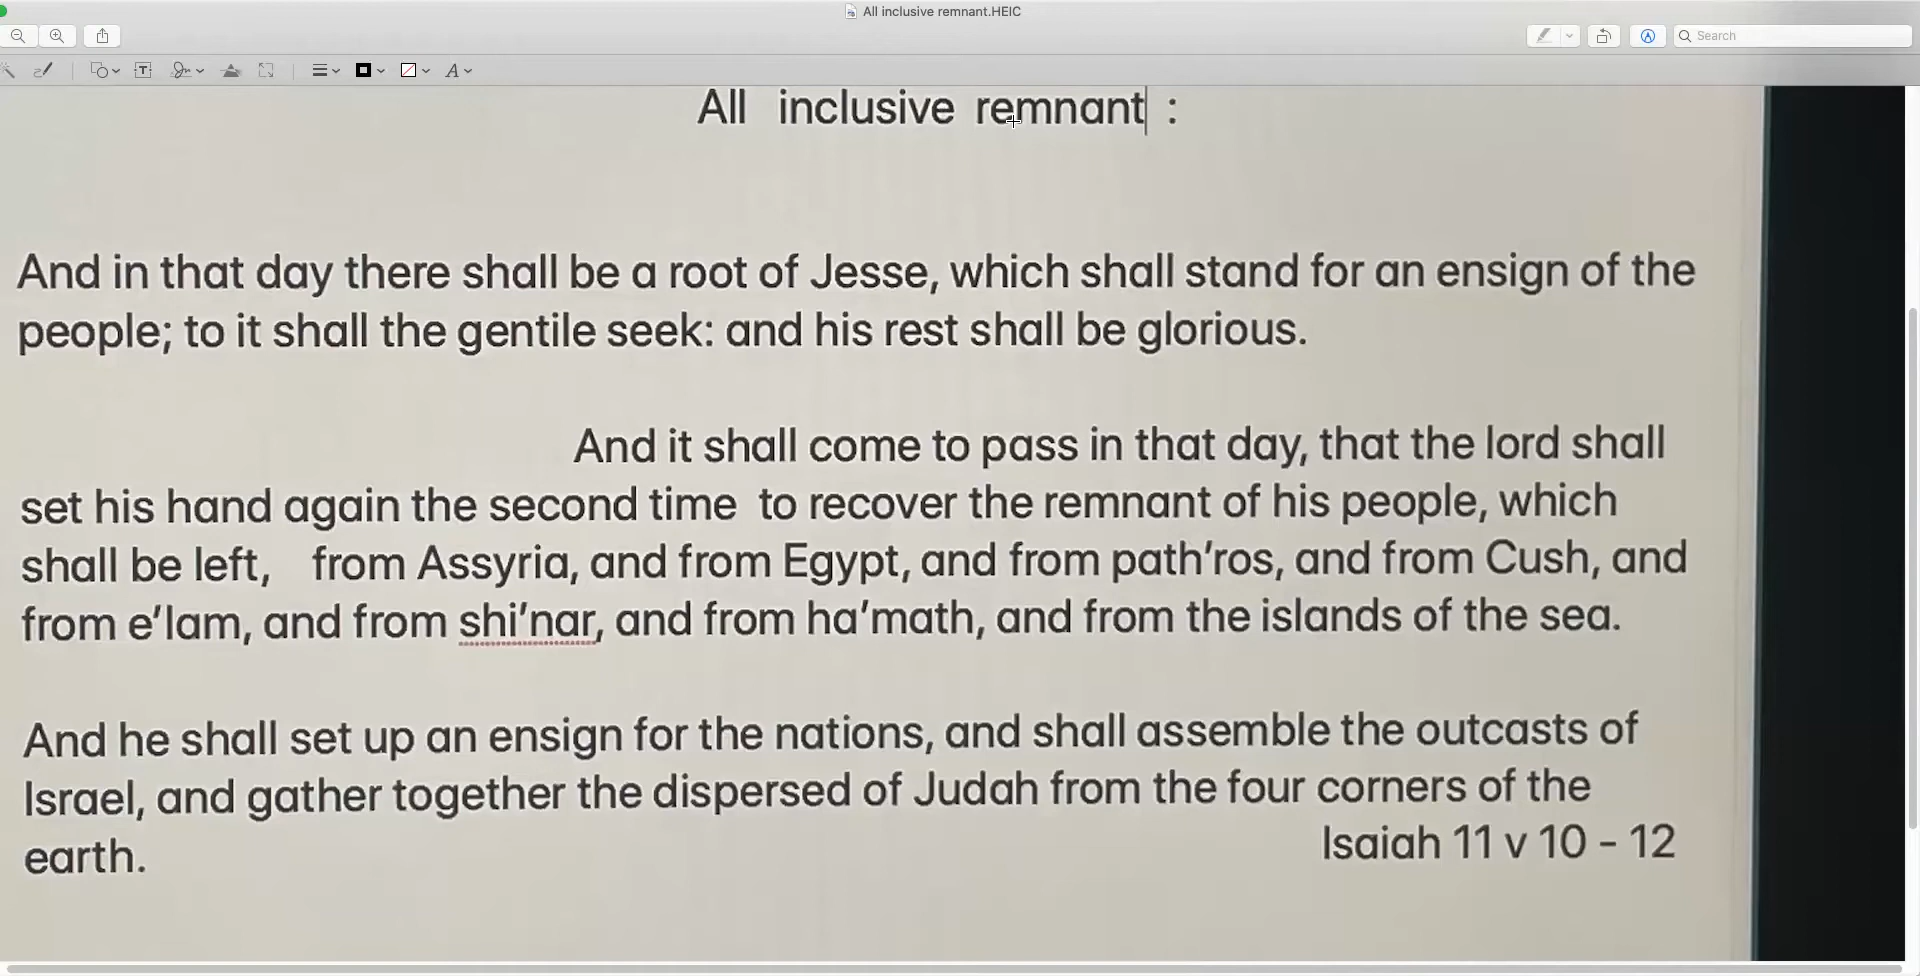 All inclusive remnant.HEIC
Search
All inclusive remnant :
And in that day there shall be a root of Jesse, which shall stand for an ensign of the
people; to it shall the gentile seek: and his rest shall be glorious.
And it shall come to pass in that day, that the lord shall
set his hand again the second time to recover the remnant of his people, which
shall be left, from Assyria, and from Egypt, and from path'ros, and from Cush, and
from e'lam, and from shi'nar, and from ha'math, and from the islands of the sea.
And he shall set up an ensign for the nations, and shall assemble the outcasts of
Israel, and gather together the dispersed of Judah from the four corners of the
earth.
Isaiah 11 v 10 - 12